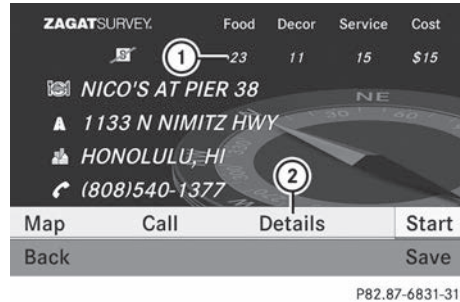 ZAGATSURVEY. Food Decor Service Cost
1 23 11 15 $15
NICO'S AT PIER 38
NE
A 1133 N NIMITZ HWY
HONOLULU, HI
(808)540-1377
2
Map Call Details Start
Back Save
P82.87-6831-31